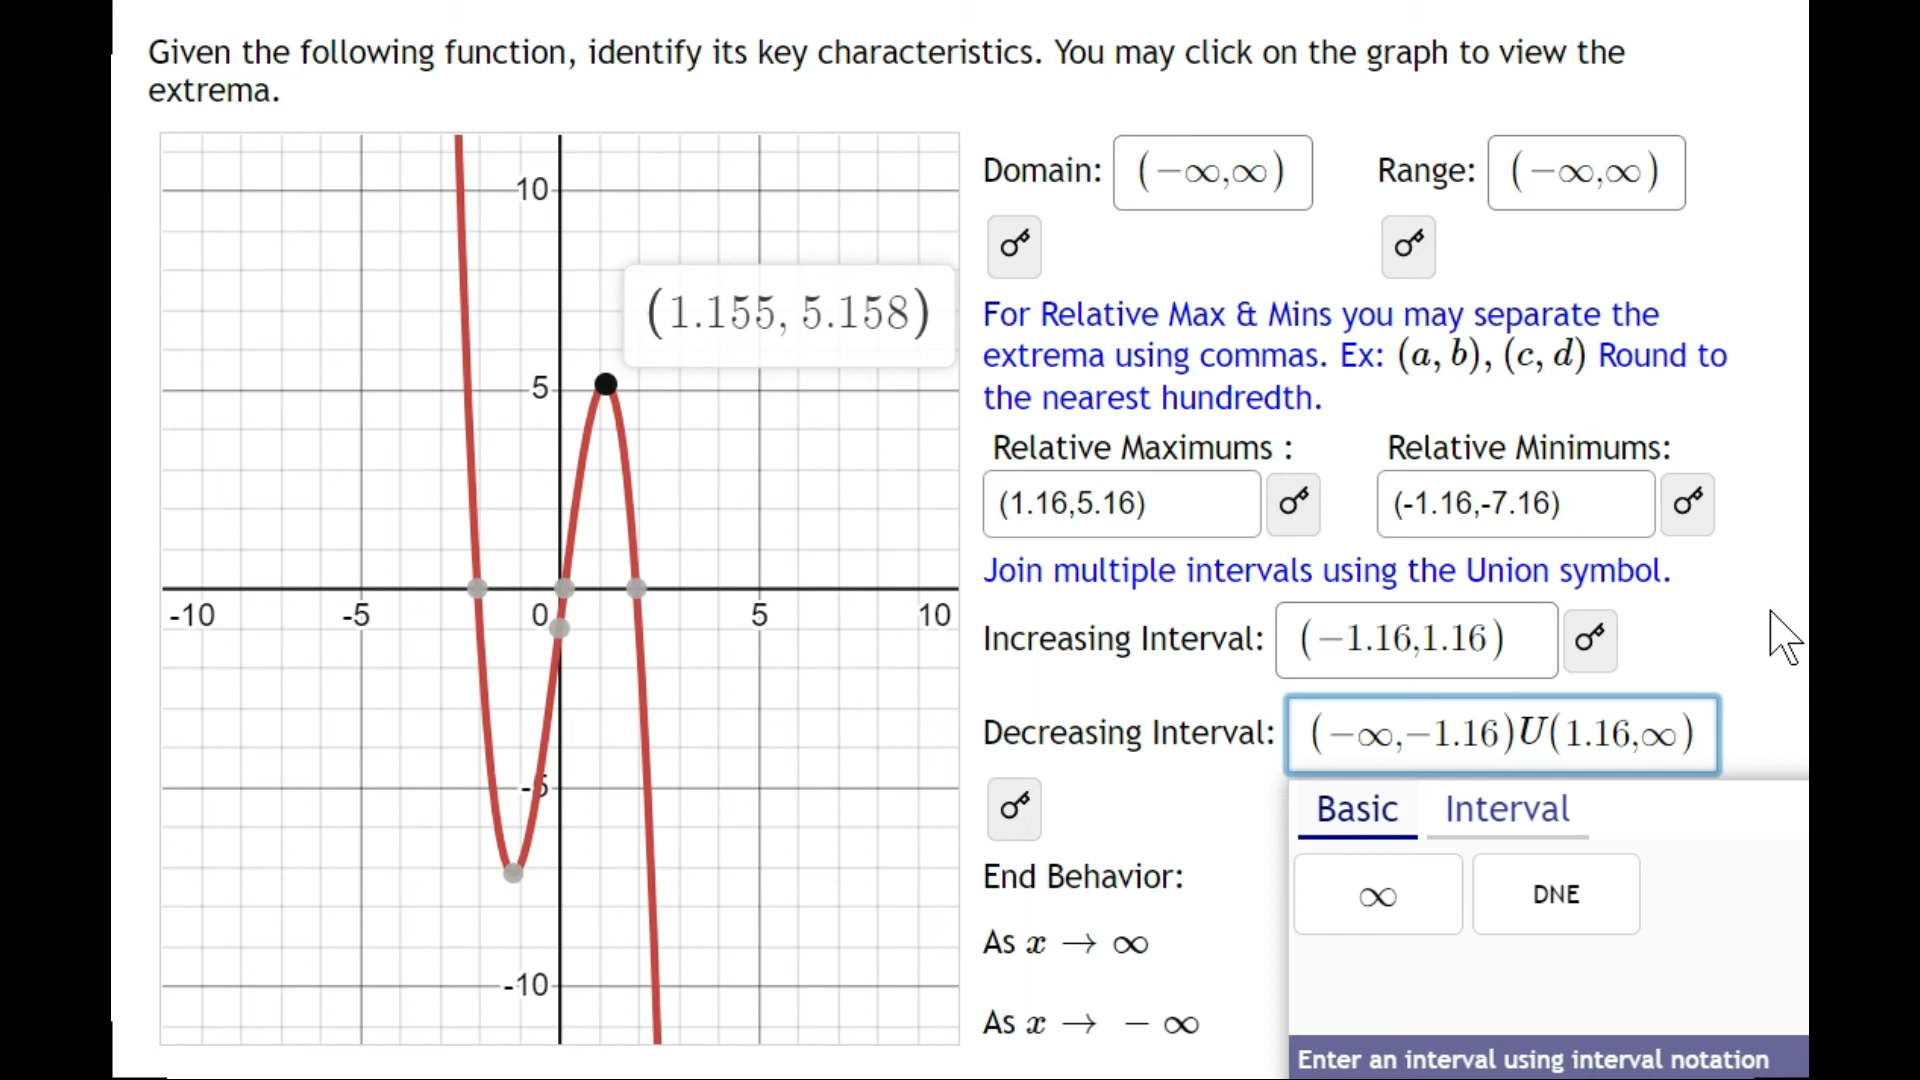 Given the following function, identify its key characteristics. You may click on the graph to view the
extrema.
10
(1.155, 5.158)
5
-10
-5
0
5
10
-5
-10
Domain: (−∞,∞)
Range: (−∞,∞)
For Relative Max & Mins you may separate the
extrema using commas. Ex: (a, b), (c, d) Round to
the nearest hundredth.
Relative Maximums :
Relative Minimums:
(1.16,5.16)
(-1.16,-7.16)
Join multiple intervals using the Union symbol.
Increasing Interval: (−1.16,1.16)
Decreasing Interval: (−∞,−1.16)U(1.16,∞)
Basic
Interval
∞
DNE
End Behavior:
As x → ∞
As x → − ∞
Enter an interval using interval notation